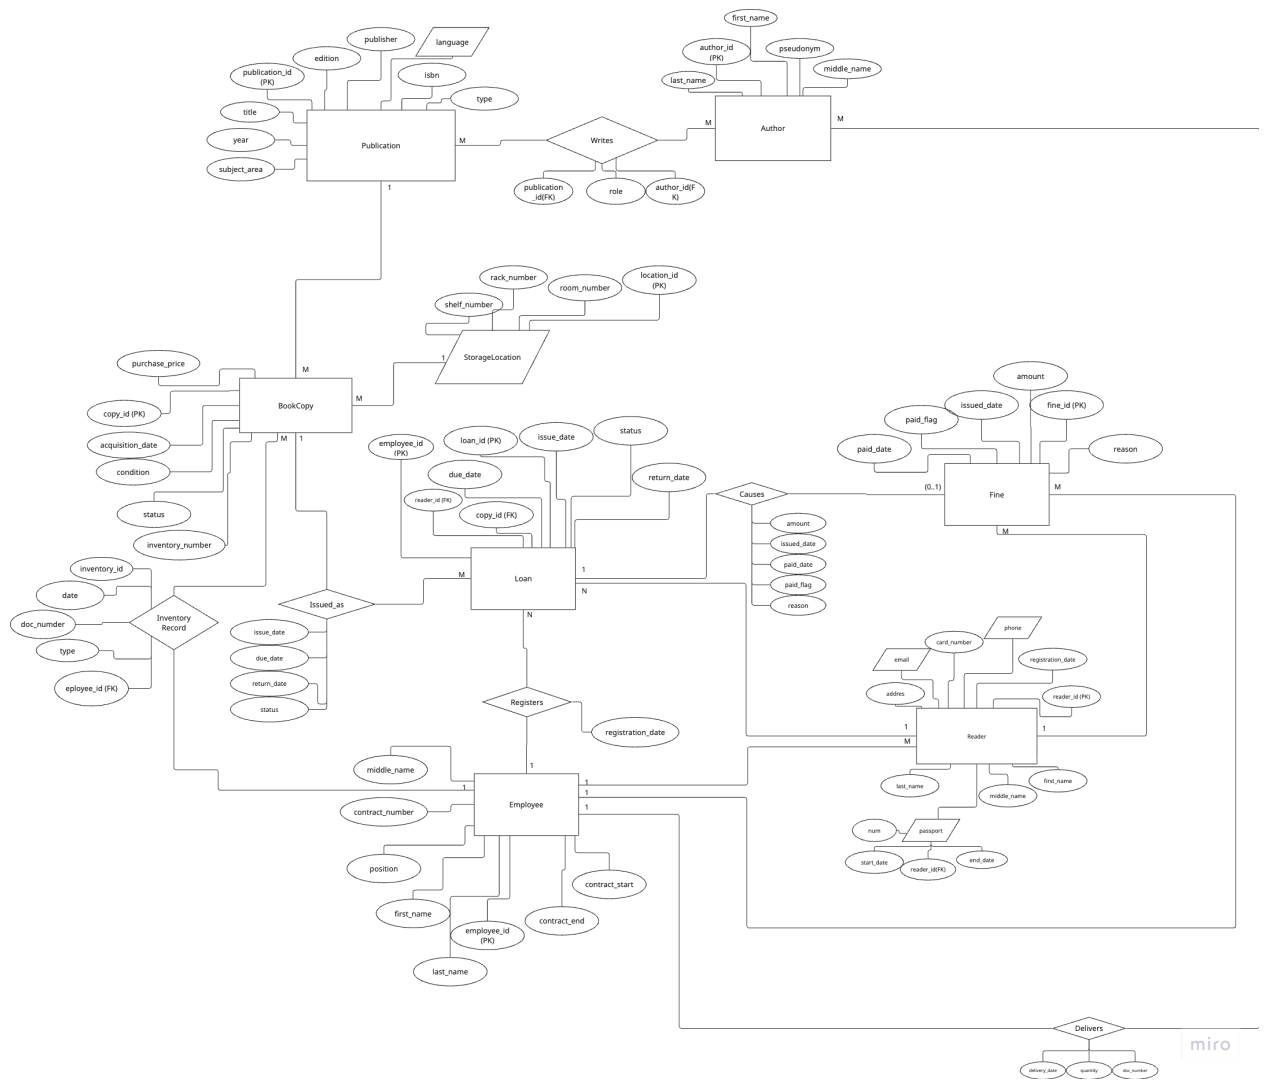 first_name
publisher
language
author_id
(PK)
pseudonym
edition
middle_name
publication_id
(PK)
isbn
last_name
type
title
M
M
Author
year
M
Writes
Publication
subject_area
1
publication
_id(FK)
role
author_id(F
K)
rack_number
location_id
(PK)
room_number
shelf_number
1
StorageLocation
purchase_price
M
M
BookCopy
copy_id (PK)
acquisition_date
M
1
condition
status
inventory_number
amount
issued_date
fine_id (PK)
paid_flag
paid_date
reason
employee_id
(PK)
loan_id (PK)
issue_date
status
due_date
return_date
reader_id (FK)
copy_id (FK)
Causes
(0..1)
Fine
M
M
amount
issued_date
paid_date
paid_flag
reason
inventory_id
date
doc_numder
Inventory
Record
type
eployee_id (FK)
Issued_as
issue_date
due_date
return_date
status
M
Loan
1
N
N
phone
card_number
email
registration_date
addres
reader_id (PK)
1
M
Reader
1
last_name
middle_name
first_name
num
passport
start_date
reader_id(FK)
end_date
Registers
registration_date
1
middle_name
1
1
1
1
contract_number
Employee
position
contract_start
first_name
contract_end
employee_id
(PK)
last_name
Delivers
delivery_date
quantity
doc_number
miro